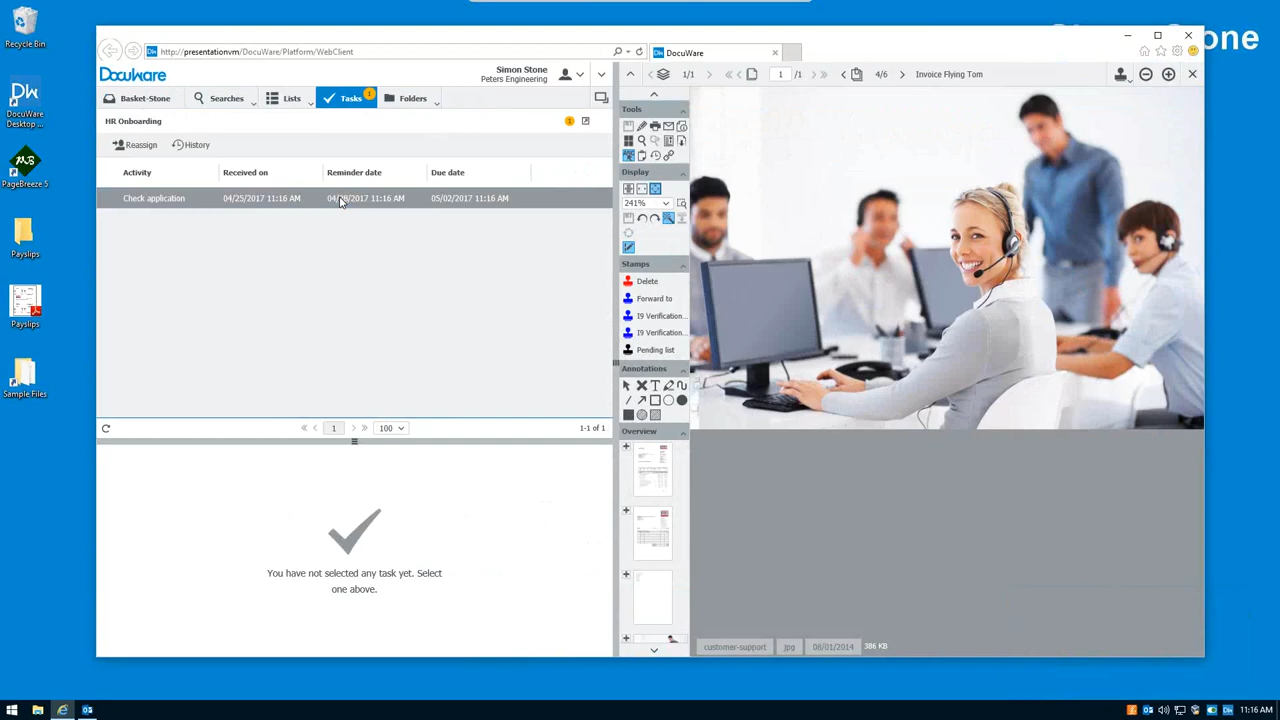 Recycle Bin
DocuWare
Desktop ...
PageBreeze 5
Payslips
Payslips
Sample Files
one
http://presentationvm/DocuWare/Platform/WebClient
DocuWare
DocuWare
Simon Stone
Peters Engineering
1/1
1
/1
4/6
Invoice Flying Tom
Basket-Stone
Searches
Lists
Tasks
1
Folders
HR Onboarding
1
Reassign
History
Activity
Received on
Reminder date
Due date
Check application
04/25/2017 11:16 AM
04/28/2017 11:16 AM
05/02/2017 11:16 AM
1
100
1-1 of 1
You have not selected any task yet. Select
one above.
Tools
Display
241%
Stamps
Delete
Forward to
I9 Verification...
I9 Verification...
Pending list
Annotations
Overview
customer-support
jpg
08/01/2014
386 KB
11:16 AM